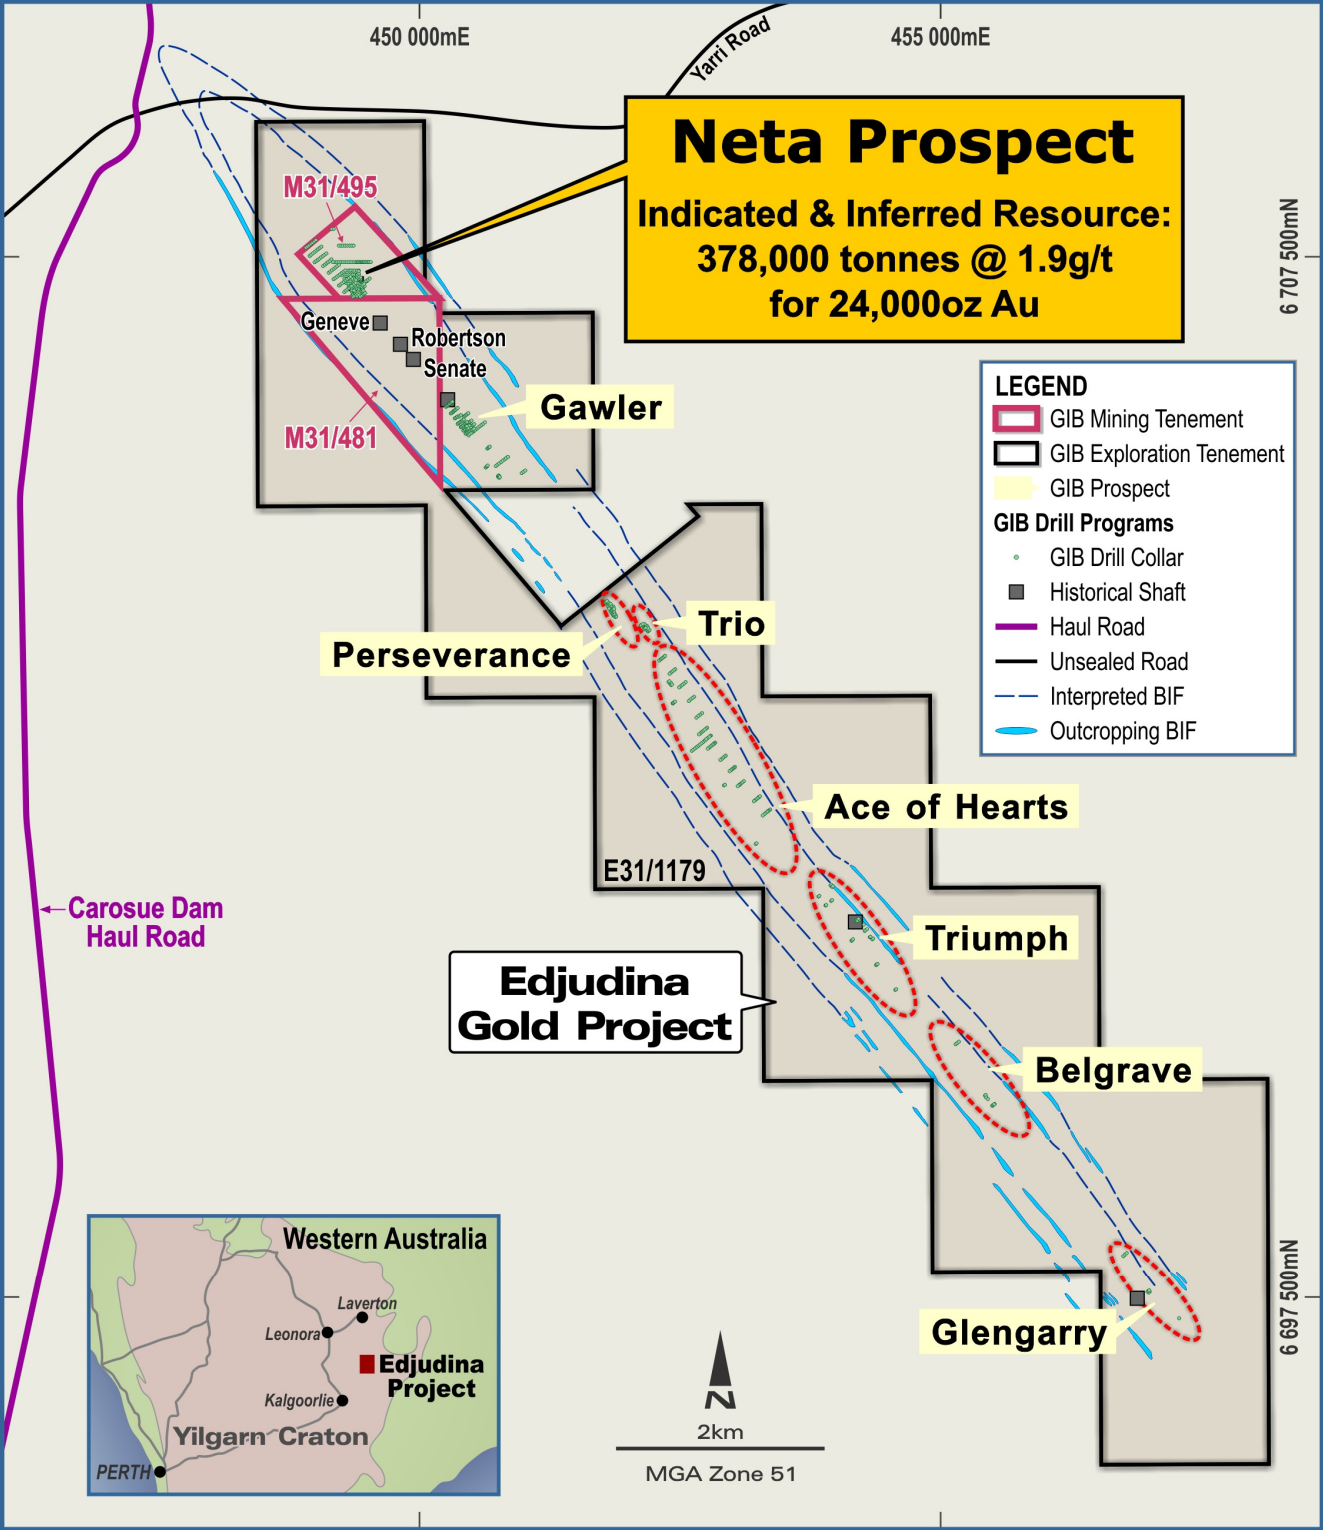 450 000mE
455 000mE
Yarri Road
Neta Prospect
Indicated & Inferred Resource:
378,000 tonnes @ 1.9g/t
for 24,000oz Au
M31/495
6 707 500mN
Geneve
Robertson
Senate
Gawler
M31/481
LEGEND
GIB Mining Tenement
GIB Exploration Tenement
GIB Prospect
GIB Drill Programs
GIB Drill Collar
Historical Shaft
Haul Road
Unsealed Road
Interpreted BIF
Outcropping BIF
Trio
Perseverance
Ace of Hearts
E31/1179
Carosue Dam
Haul Road
Triumph
Edjudina
Gold Project
Belgrave
Glengarry
6 697 500mN
Western Australia
Laverton
Leonora
Edjudina
Project
Kalgoorlie
Yilgarn Craton
PERTH
N
2km
MGA Zone 51